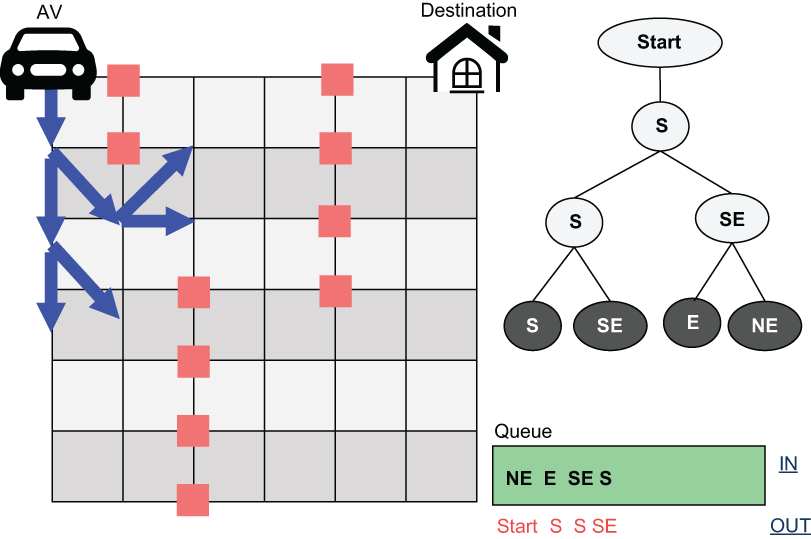 AV
Destination
Start
S
S
SE
S
SE
E
NE
Queue
NE E SE S
IN
Start S S SE
OUT